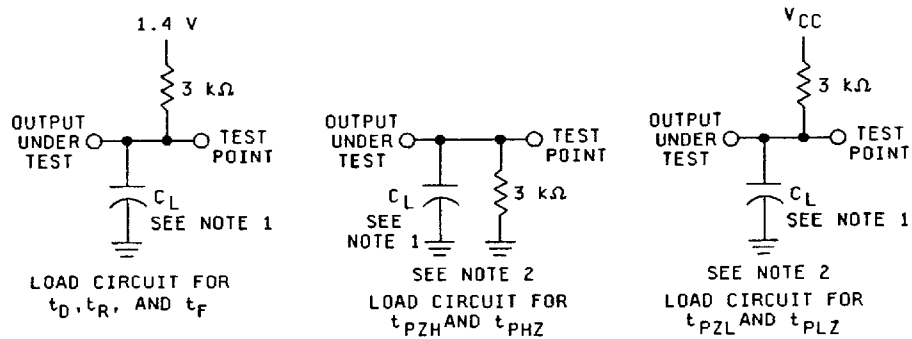 1.4 V
3 kΩ
OUTPUT
UNDER
TEST
TEST
POINT
CL
SEE NOTE 1
LOAD CIRCUIT FOR
tD, tR, AND tF
OUTPUT
UNDER
TEST
TEST
POINT
3 kΩ
CL
SEE
NOTE 1
SEE NOTE 2
LOAD CIRCUIT FOR
tPZH AND tPHZ
VCC
3 kΩ
OUTPUT
UNDER
TEST
TEST
POINT
CL
SEE NOTE 1
SEE NOTE 2
LOAD CIRCUIT FOR
tPZL AND tPLZ